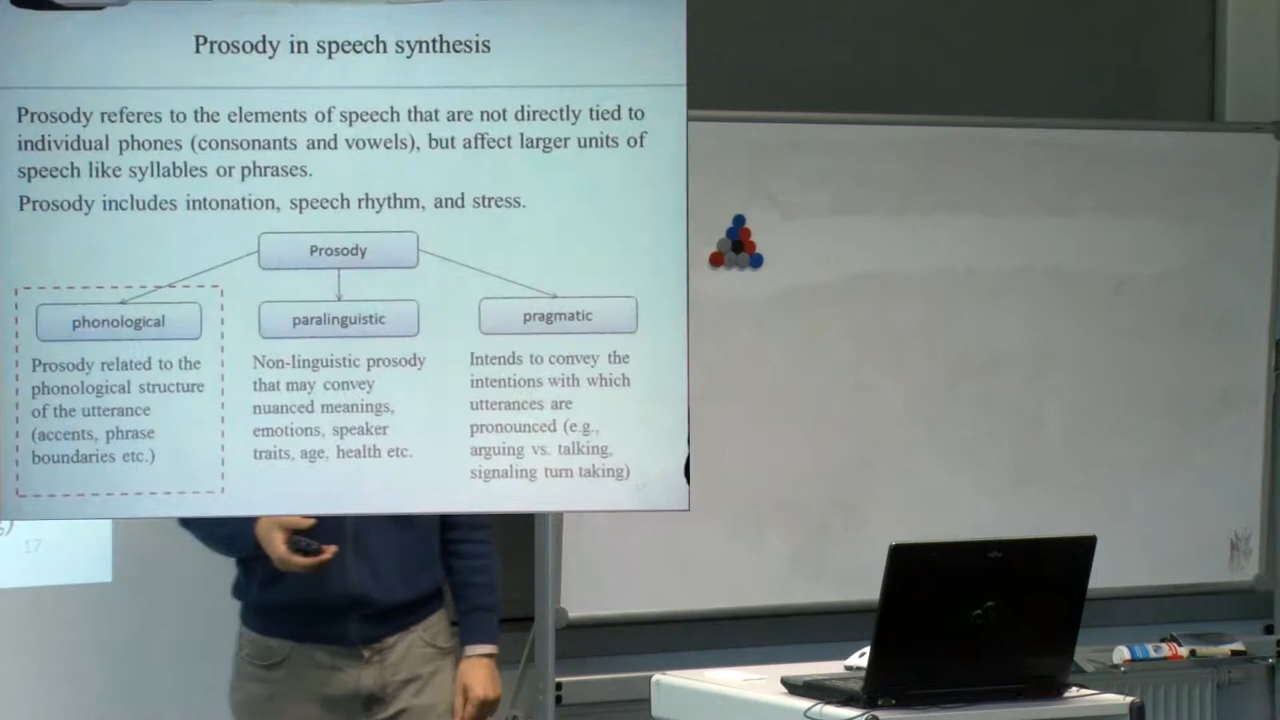 Prosody in speech synthesis
Prosody referes to the elements of speech that are not directly tied to
individual phones (consonants and vowels), but affect larger units of
speech like syllables or phrases.
Prosody includes intonation, speech rhythm, and stress.
Prosody
phonological
paralinguistic
pragmatic
Prosody related to the
phonological structure
of the utterance
(accents, phrase
boundaries etc.)
Non-linguistic prosody
that may convey
nuanced meanings,
emotions, speaker
traits, age, health etc.
Intends to convey the
intentions with which
utterances are
pronounced (e.g.,
arguing vs. talking,
signaling turn taking)
17